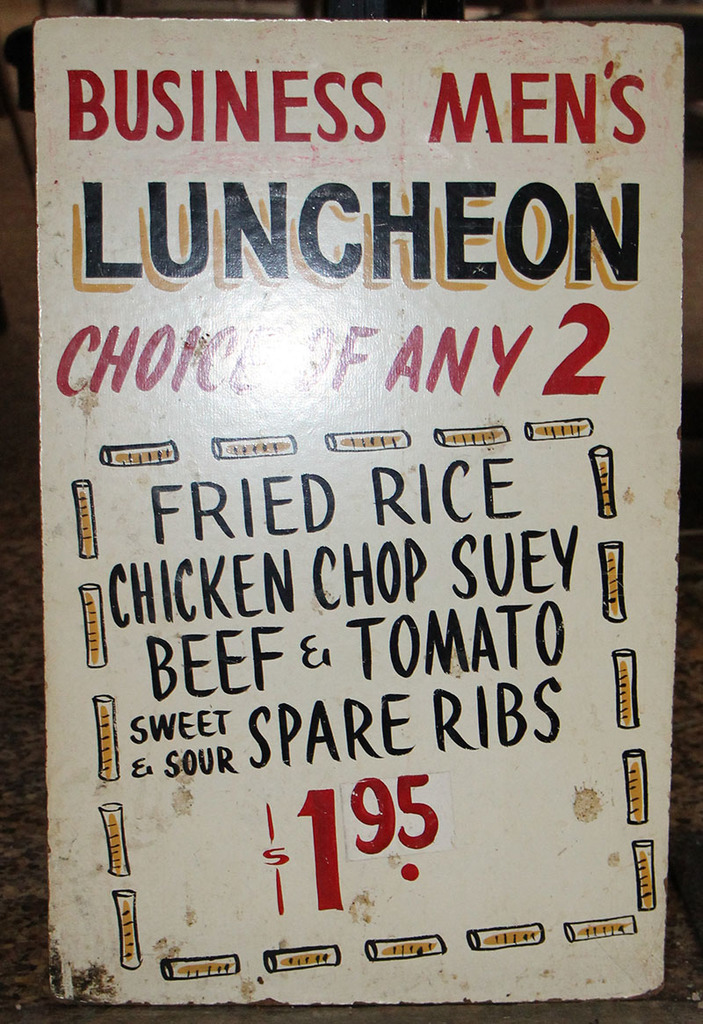 BUSINESS MEN'S
LUNCHEON
CHOICE OF ANY 2
FRIED RICE
CHICKEN CHOP SUEY
BEEF & TOMATO
SWEET & SOUR SPARE RIBS
$1.95